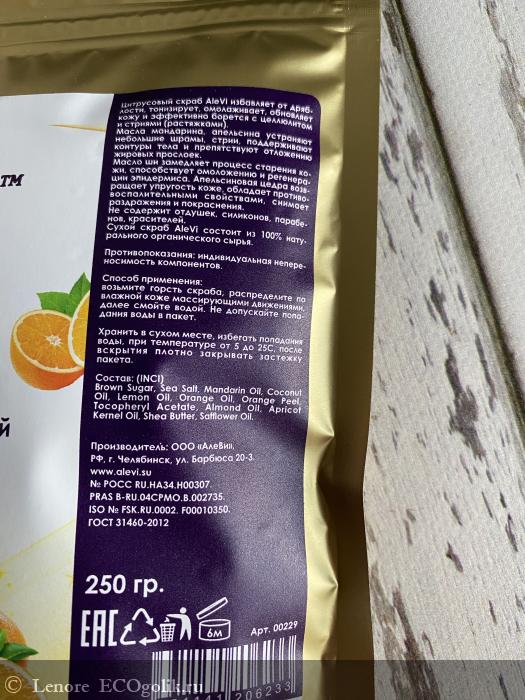 TM
Цитрусовый скраб AleVi избавляет от дряб-
лости, тонизирует, омолаживает, обновляет
кожу и эффективно борется с целлюлитом
и стриями (растяжками).
Масла мандарина, апельсина устраняют
небольшие шрамы, стрии, поддерживают
контуры тела и препятствуют отложению
жировых прослоек.
Масло ши замедляет процесс старения ко-
жи, способствует омоложению и регенера-
ции эпидермиса. Апельсиновая цедра возв-
ращает упругость коже, обладает противо-
воспалительными свойствами, снимает
раздражения и покраснения.
Не содержит отдушек, силиконов, парабе-
нов, красителей.
Сухой скраб AleVi состоит из 100% нату-
рального органического сырья.
Противопоказания: индивидуальная непере-
носимость компонентов.
Способ применения:
возьмите горсть скраба, распределите по
влажной коже массирующими движениями,
далее смойте водой. Не допускайте попа-
дания воды в пакет.
Хранить в сухом месте, избегать попадания
воды, при температуре от 5 до 25С, после
вскрытия плотно закрывать застежку
пакета.
Состав: (INCI)
Brown Sugar, Sea Salt, Mandarin Oil, Coconut
Oil, Lemon Oil, Orange Oil, Orange Peel,
Tocopheryl Acetate, Almond Oil, Apricot
Kernel Oil, Shea Butter, Safflower Oil.
Й
Производитель: ООО «АлеВи».
РФ, г. Челябинск, ул. Барбюса 20-3.
www.alevi.su
№ РОСС RU.НА34.Н00307.
PRAS B-RU.04СРМО.В.002735.
ISO № FSK.RU.0002. F00010350.
ГОСТ 31460-2012
250 гр.
EAC
6М
Арт. 00229
206233
© Lenore ECOgolik.ru